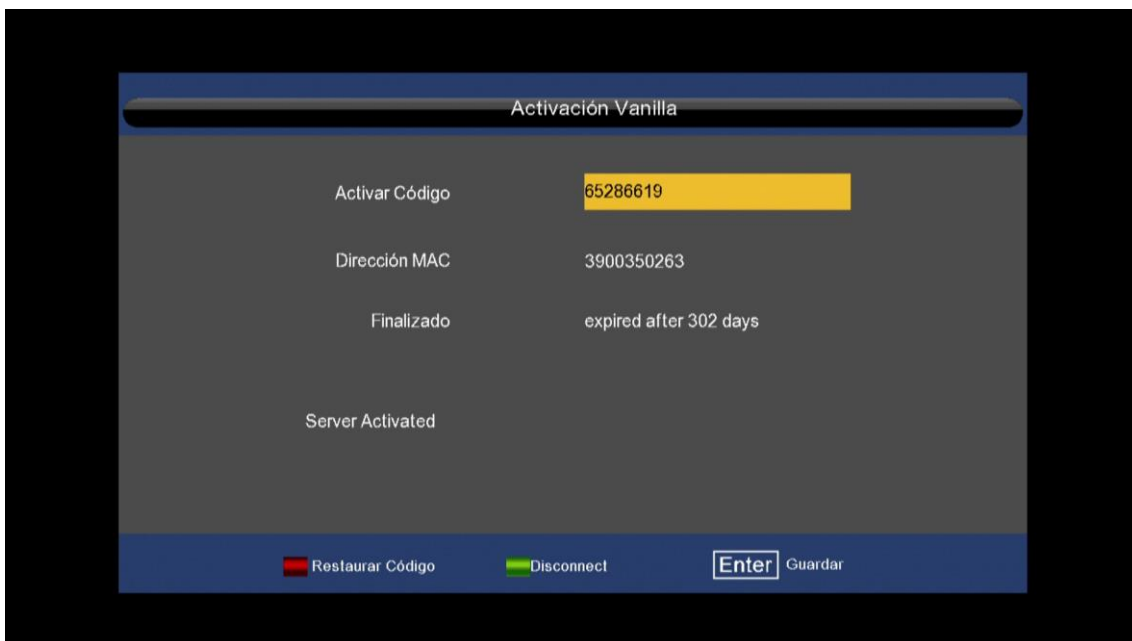 Activación Vanilla
Activar Código 65286619
Dirección MAC 3900350263
Finalizado expired after 302 days
Server Activated
Restaurar Código Disconnect Enter Guardar